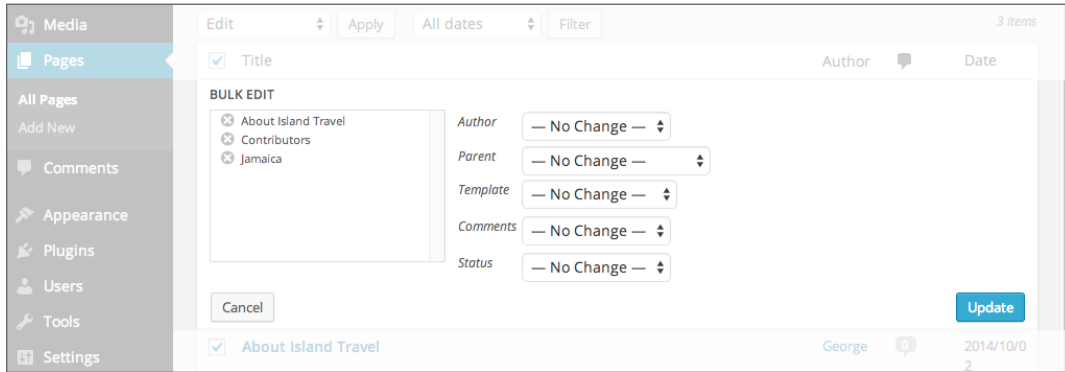 Media
Edit Apply All dates Filter 3 items
Pages
Title Author Date
All Pages
Add New
BULK EDIT
About Island Travel
Contributors
Jamaica
Author — No Change —
Parent — No Change —
Template — No Change —
Comments — No Change —
Status — No Change —
Comments
Appearance
Plugins
Users
Tools
Settings
Cancel Update
About Island Travel George 0 2014/10/0
2